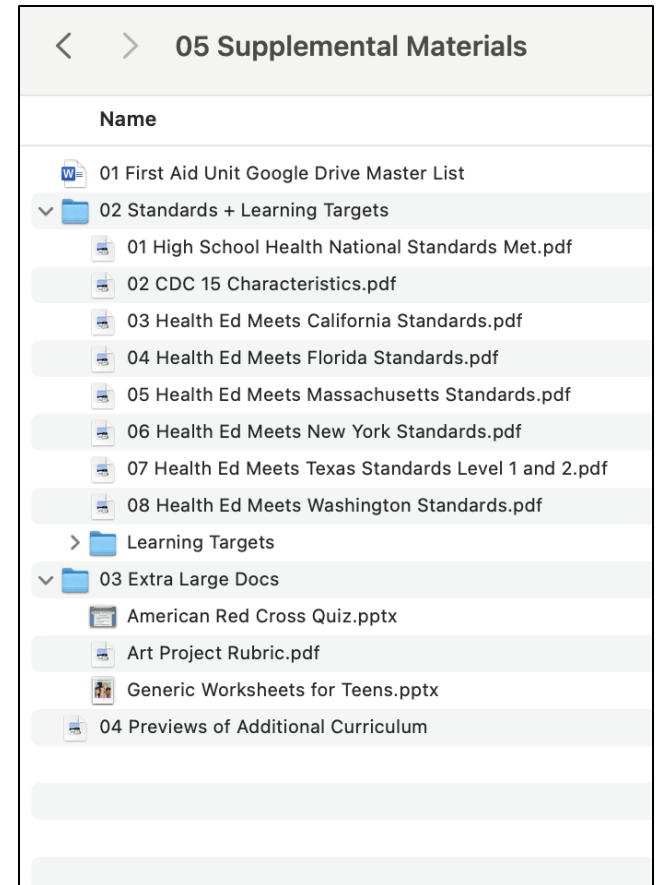 05 Supplemental Materials
Name
01 First Aid Unit Google Drive Master List
02 Standards + Learning Targets
01 High School Health National Standards Met.pdf
02 CDC 15 Characteristics.pdf
03 Health Ed Meets California Standards.pdf
04 Health Ed Meets Florida Standards.pdf
05 Health Ed Meets Massachusetts Standards.pdf
06 Health Ed Meets New York Standards.pdf
07 Health Ed Meets Texas Standards Level 1 and 2.pdf
08 Health Ed Meets Washington Standards.pdf
Learning Targets
03 Extra Large Docs
American Red Cross Quiz.pptx
Art Project Rubric.pdf
Generic Worksheets for Teens.pptx
04 Previews of Additional Curriculum